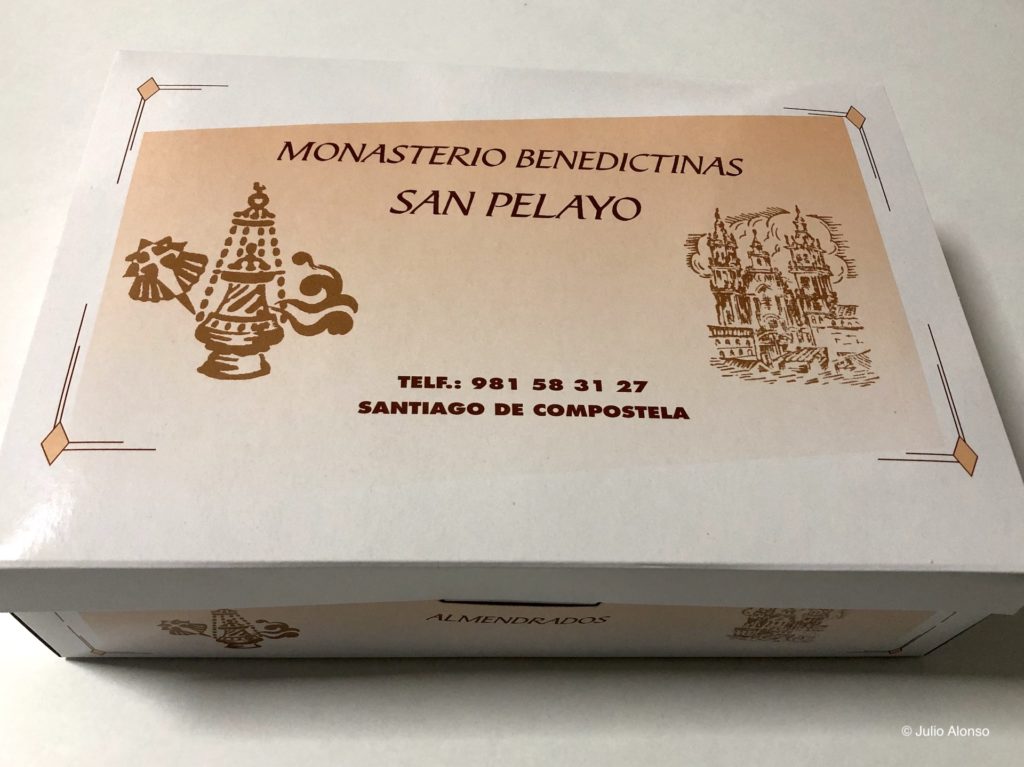 MONASTERIO BENEDICTINAS
SAN PELAYO
TELF.: 981 58 31 27
SANTIAGO DE COMPOSTELA
ALMENDRADOS
© Julio Alonso